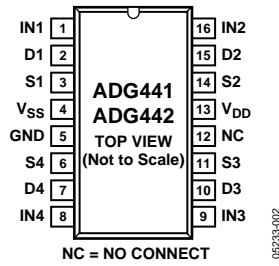 IN1 1 16 IN2
D1 2 15 D2
S1 3 14 S2
VSS 4 ADG441 13 VDD
GND 5 ADG442 12 NC
TOP VIEW
S4 6 (Not to Scale) 11 S3
D4 7 10 D3
IN4 8 9 IN3
NC = NO CONNECT
05233-002